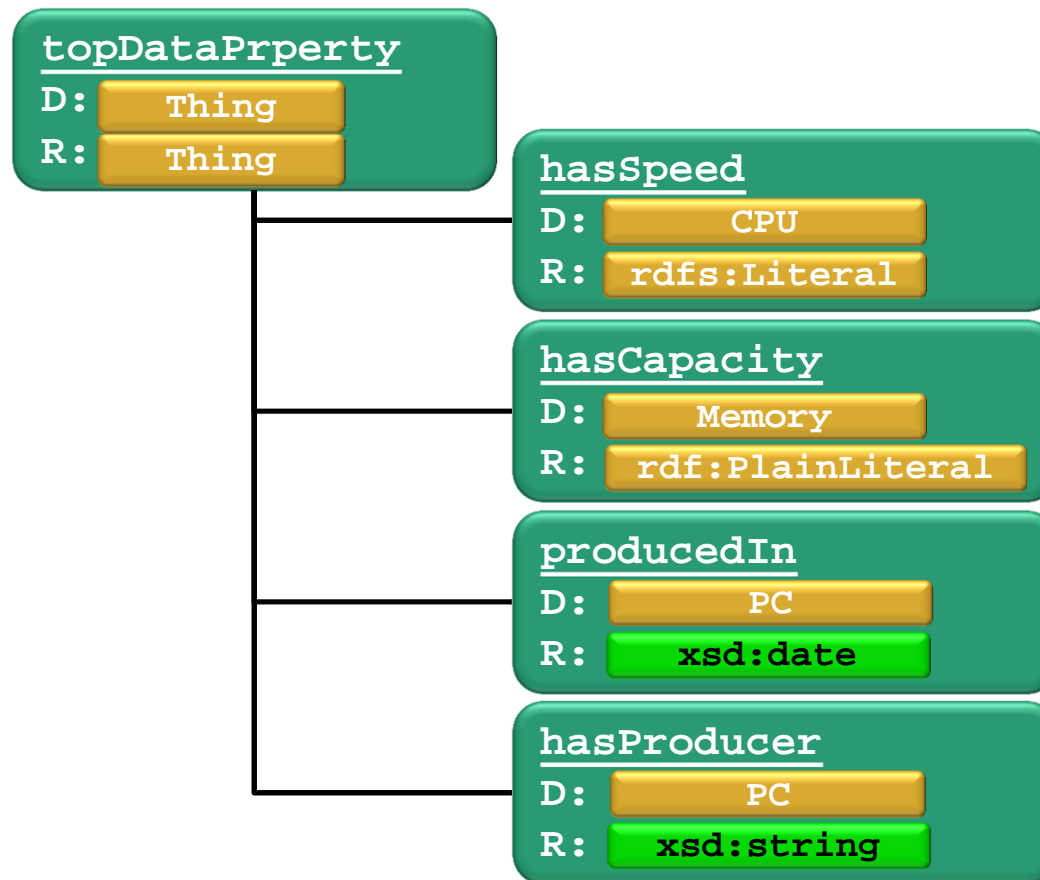 topDataPrperty
D: Thing
R: Thing
hasSpeed
D: CPU
R: rdfs:Literal
hasCapacity
D: Memory
R: rdf:PlainLiteral
producedIn
D: PC
R: xsd:date
hasProducer
D: PC
R: xsd:string